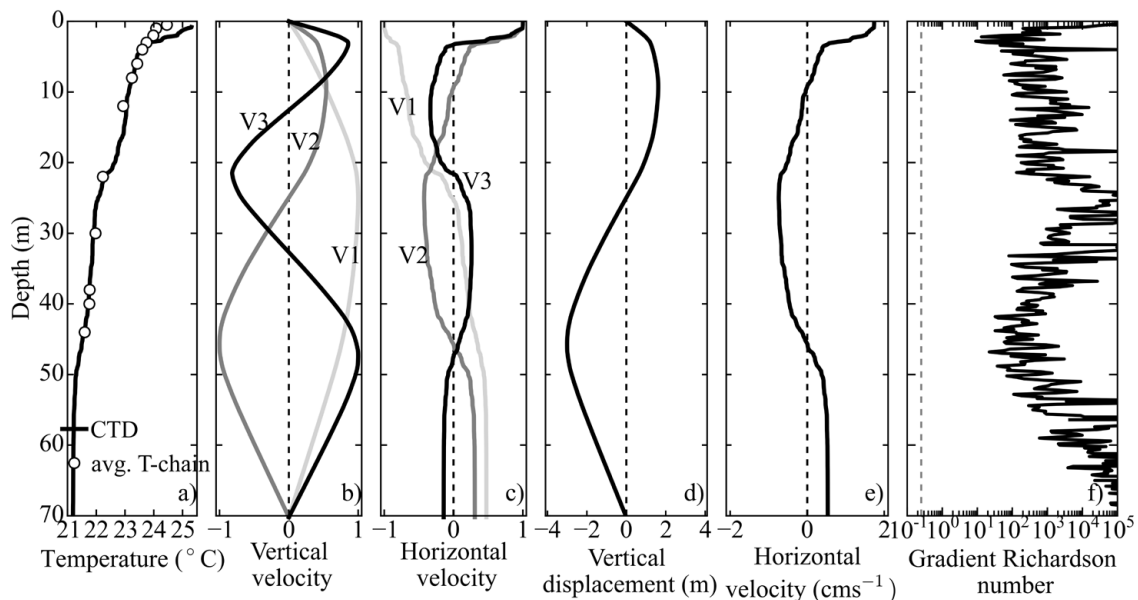 0
10
20
30
40
50
60
70
Depth (m)
CTD
avg. T-chain
a)
21 22 23 24 25
Temperature (°C)
V3
V2
V1
b)
−1 0 1
Vertical
velocity
V1
V3
V2
c)
−1 0 1
Horizontal
velocity
d)
−4 −2 0 2 4
Vertical
displacement (m)
e)
−2 0 2
Horizontal
velocity (cms⁻¹)
f)
10⁻¹ 10⁰ 10² 10³ 10⁴ 10⁵
Gradient Richardson
number